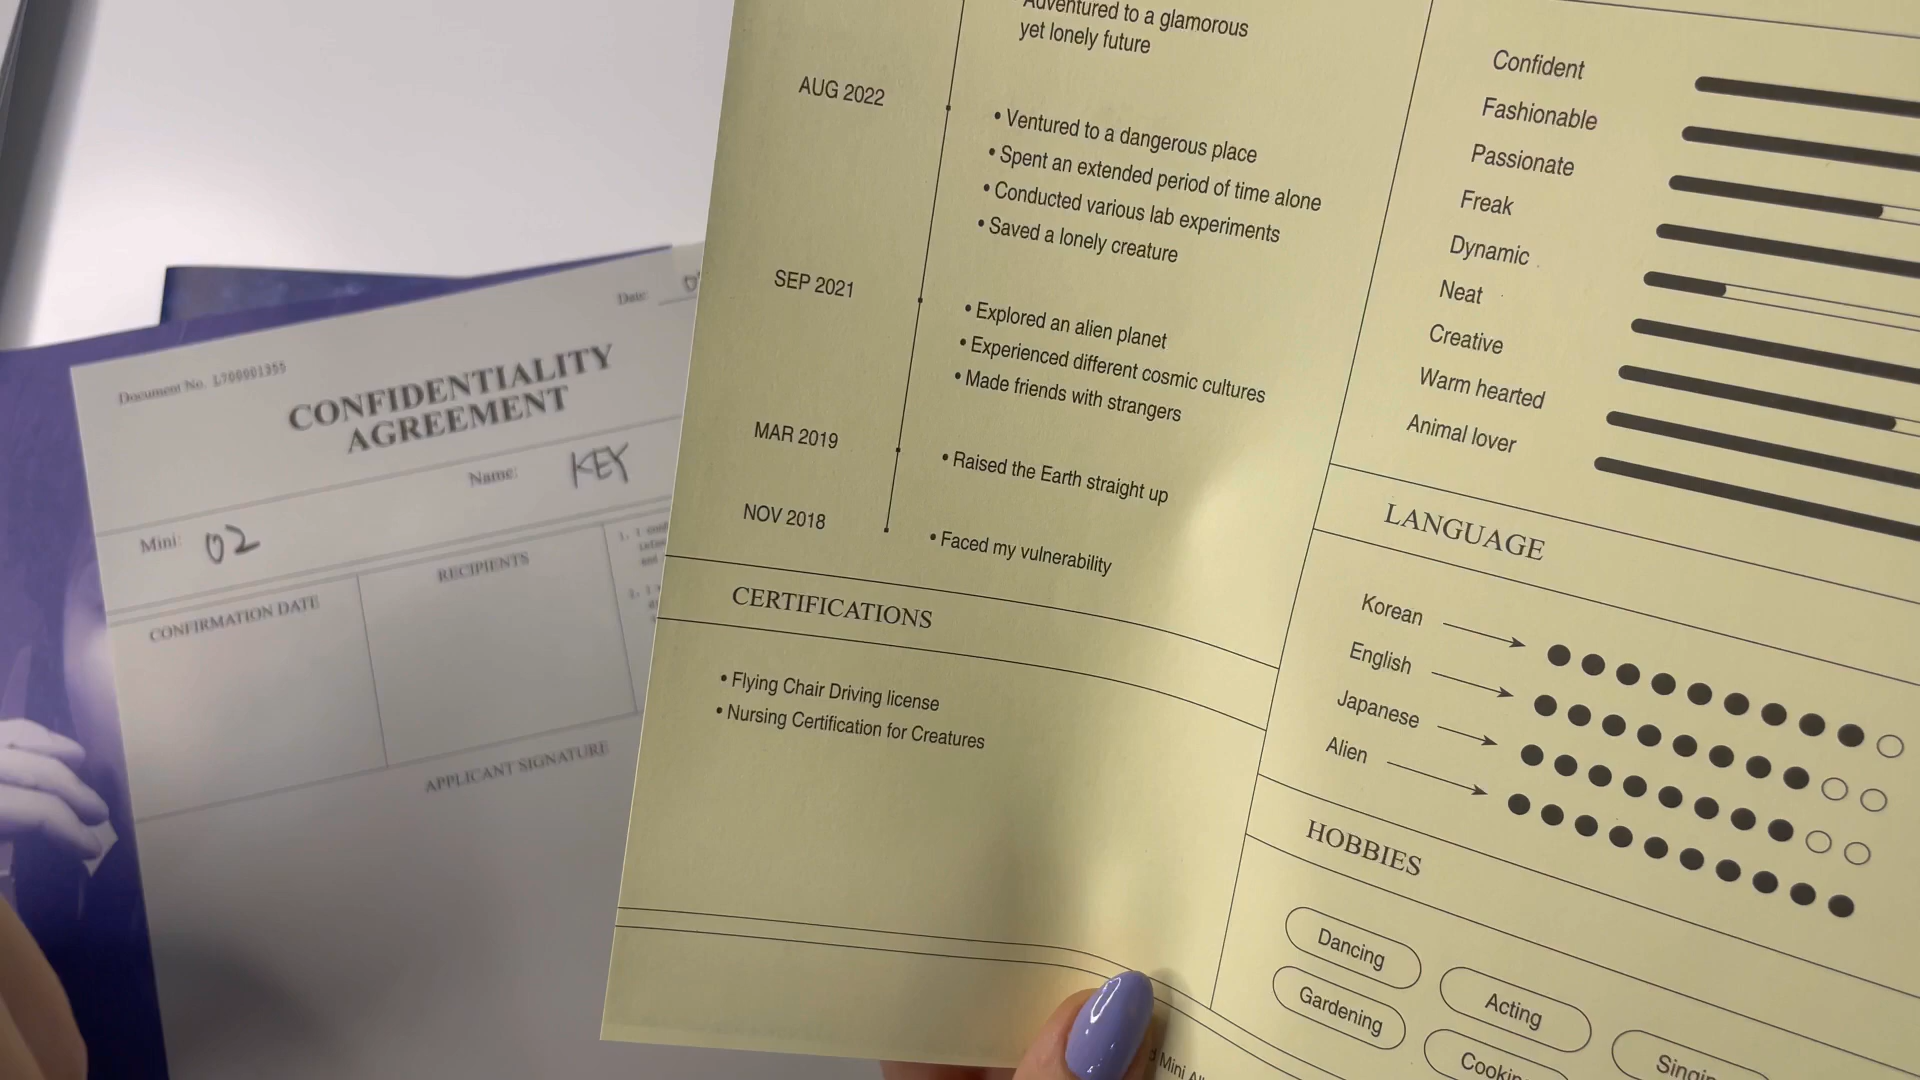 Adventured to a glamorous
yet lonely future
AUG 2022
• Ventured to a dangerous place
• Spent an extended period of time alone
• Conducted various lab experiments
• Saved a lonely creature
SEP 2021
• Explored an alien planet
• Experienced different cosmic cultures
• Made friends with strangers
MAR 2019
• Raised the Earth straight up
NOV 2018
• Faced my vulnerability
CERTIFICATIONS
• Flying Chair Driving license
• Nursing Certification for Creatures
Confident
Fashionable
Passionate
Freak
Dynamic
Neat
Creative
Warm hearted
Animal lover
LANGUAGE
Korean
English
Japanese
Alien
HOBBIES
Dancing
Acting
Gardening
Mini
Date:
Document No. L700001355
CONFIDENTIALITY
AGREEMENT
Name: KEY
Mini: 02
CONFIRMATION DATE
RECIPIENTS
APPLICANT SIGNATURE